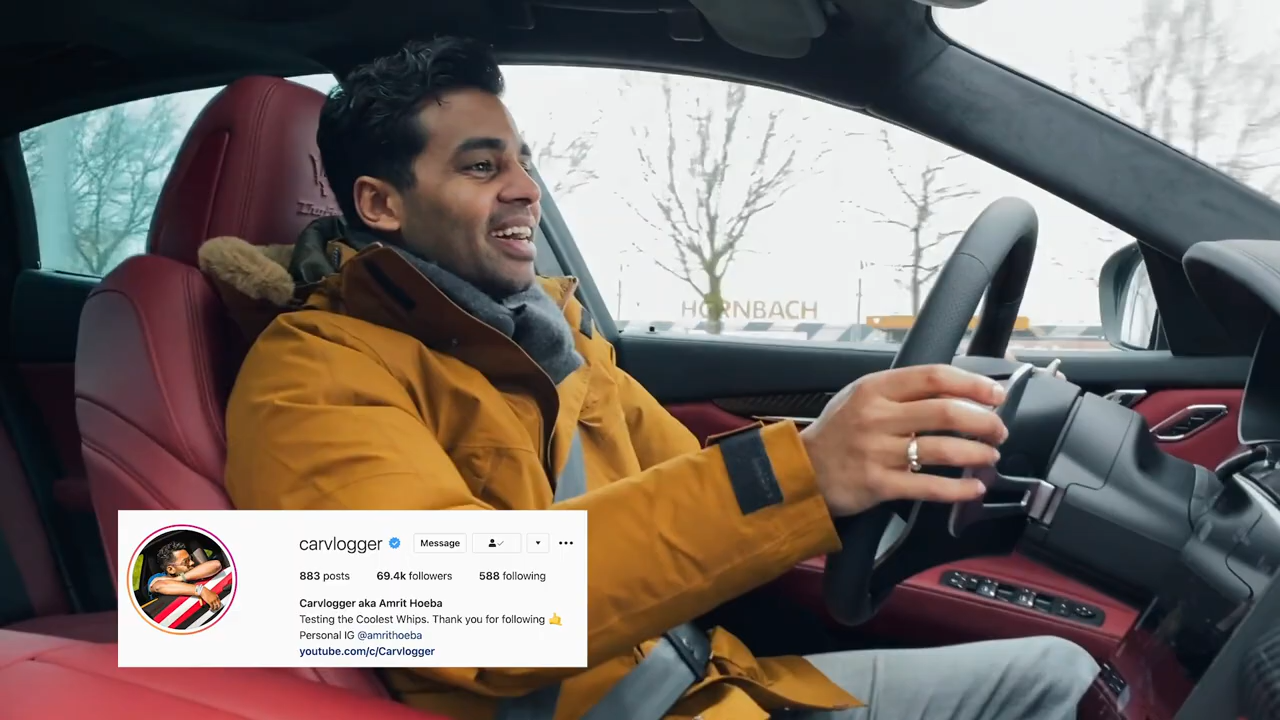 HORNBACH
carvlogger
Message
883 posts 69.4k followers 588 following
Carvlogger aka Amrit Hoeba
Testing the Coolest Whips. Thank you for following 🤙
Personal IG @amrithoeba
youtube.com/c/Carvlogger